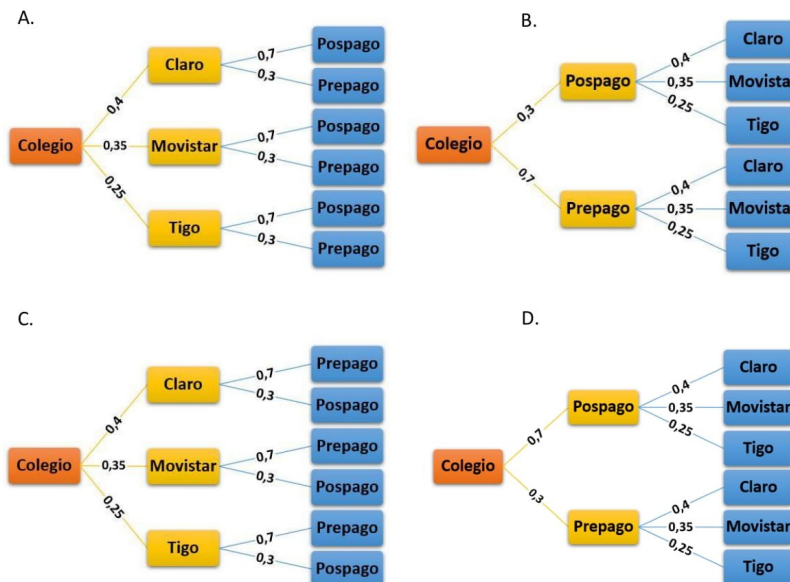 A.
Colegio
0,4
0,35
0,25
Claro
0,7
0,3
Pospago
Prepago
Movistar
0,7
0,3
Pospago
Prepago
Tigo
0,7
0,3
Pospago
Prepago
B.
Colegio
0,3
0,7
Pospago
0,4
0,35
0,25
Claro
Movistar
Tigo
Prepago
0,4
0,35
0,25
Claro
Movistar
Tigo
C.
Colegio
0,4
0,35
0,25
Claro
0,7
0,3
Prepago
Pospago
Movistar
0,7
0,3
Prepago
Pospago
Tigo
0,7
0,3
Prepago
Pospago
D.
Colegio
0,7
0,3
Pospago
0,4
0,35
0,25
Claro
Movistar
Tigo
Prepago
0,4
0,35
0,25
Claro
Movistar
Tigo